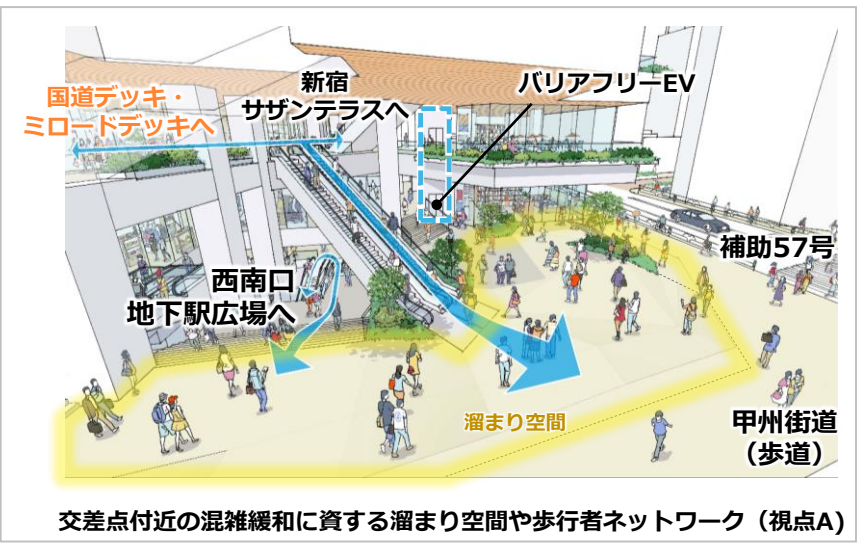 国道デッキ・
ミロードデッキへ
新宿
サザンテラスへ
バリアフリーEV
補助57号
西南口
地下駅広場へ
溜まり空間
甲州街道
（歩道）
交差点付近の混雑緩和に資する溜まり空間や歩行者ネットワーク（視点A)